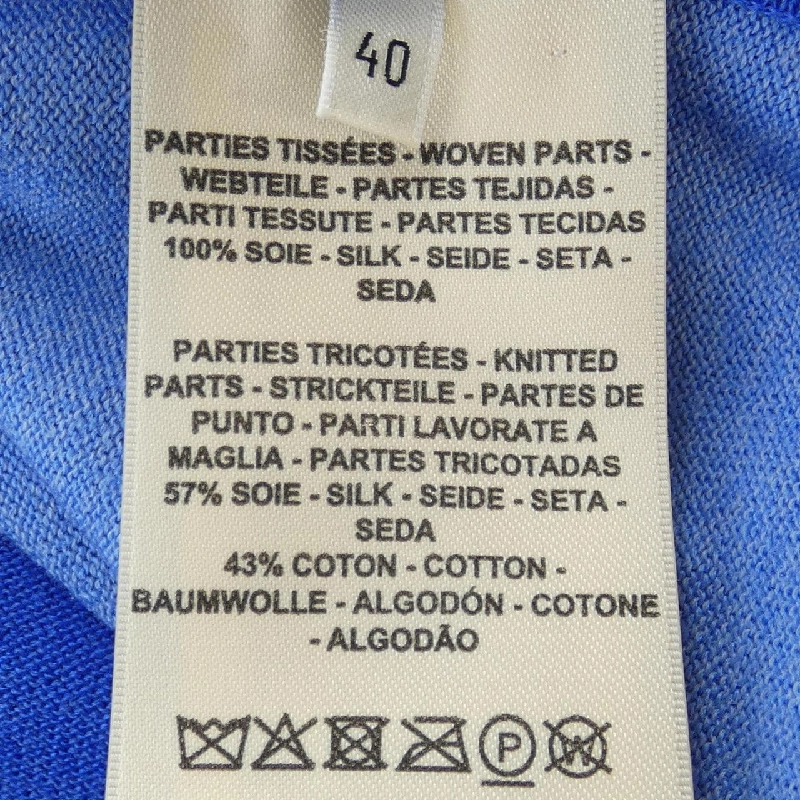 40
PARTIES TISSÉES - WOVEN PARTS -
WEBTEILE - PARTES TEJIDAS -
PARTI TESSUTE - PARTES TECIDAS
100% SOIE - SILK - SEIDE - SETA -
SEDA
PARTIES TRICOTÉES - KNITTED
PARTS - STRICKTEILE - PARTES DE
PUNTO - PARTI LAVORATE A
MAGLIA - PARTES TRICOTADAS
57% SOIE - SILK - SEIDE - SETA -
SEDA
43% COTON - COTTON -
BAUMWOLLE - ALGODÓN - COTONE
- ALGODÃO
P W